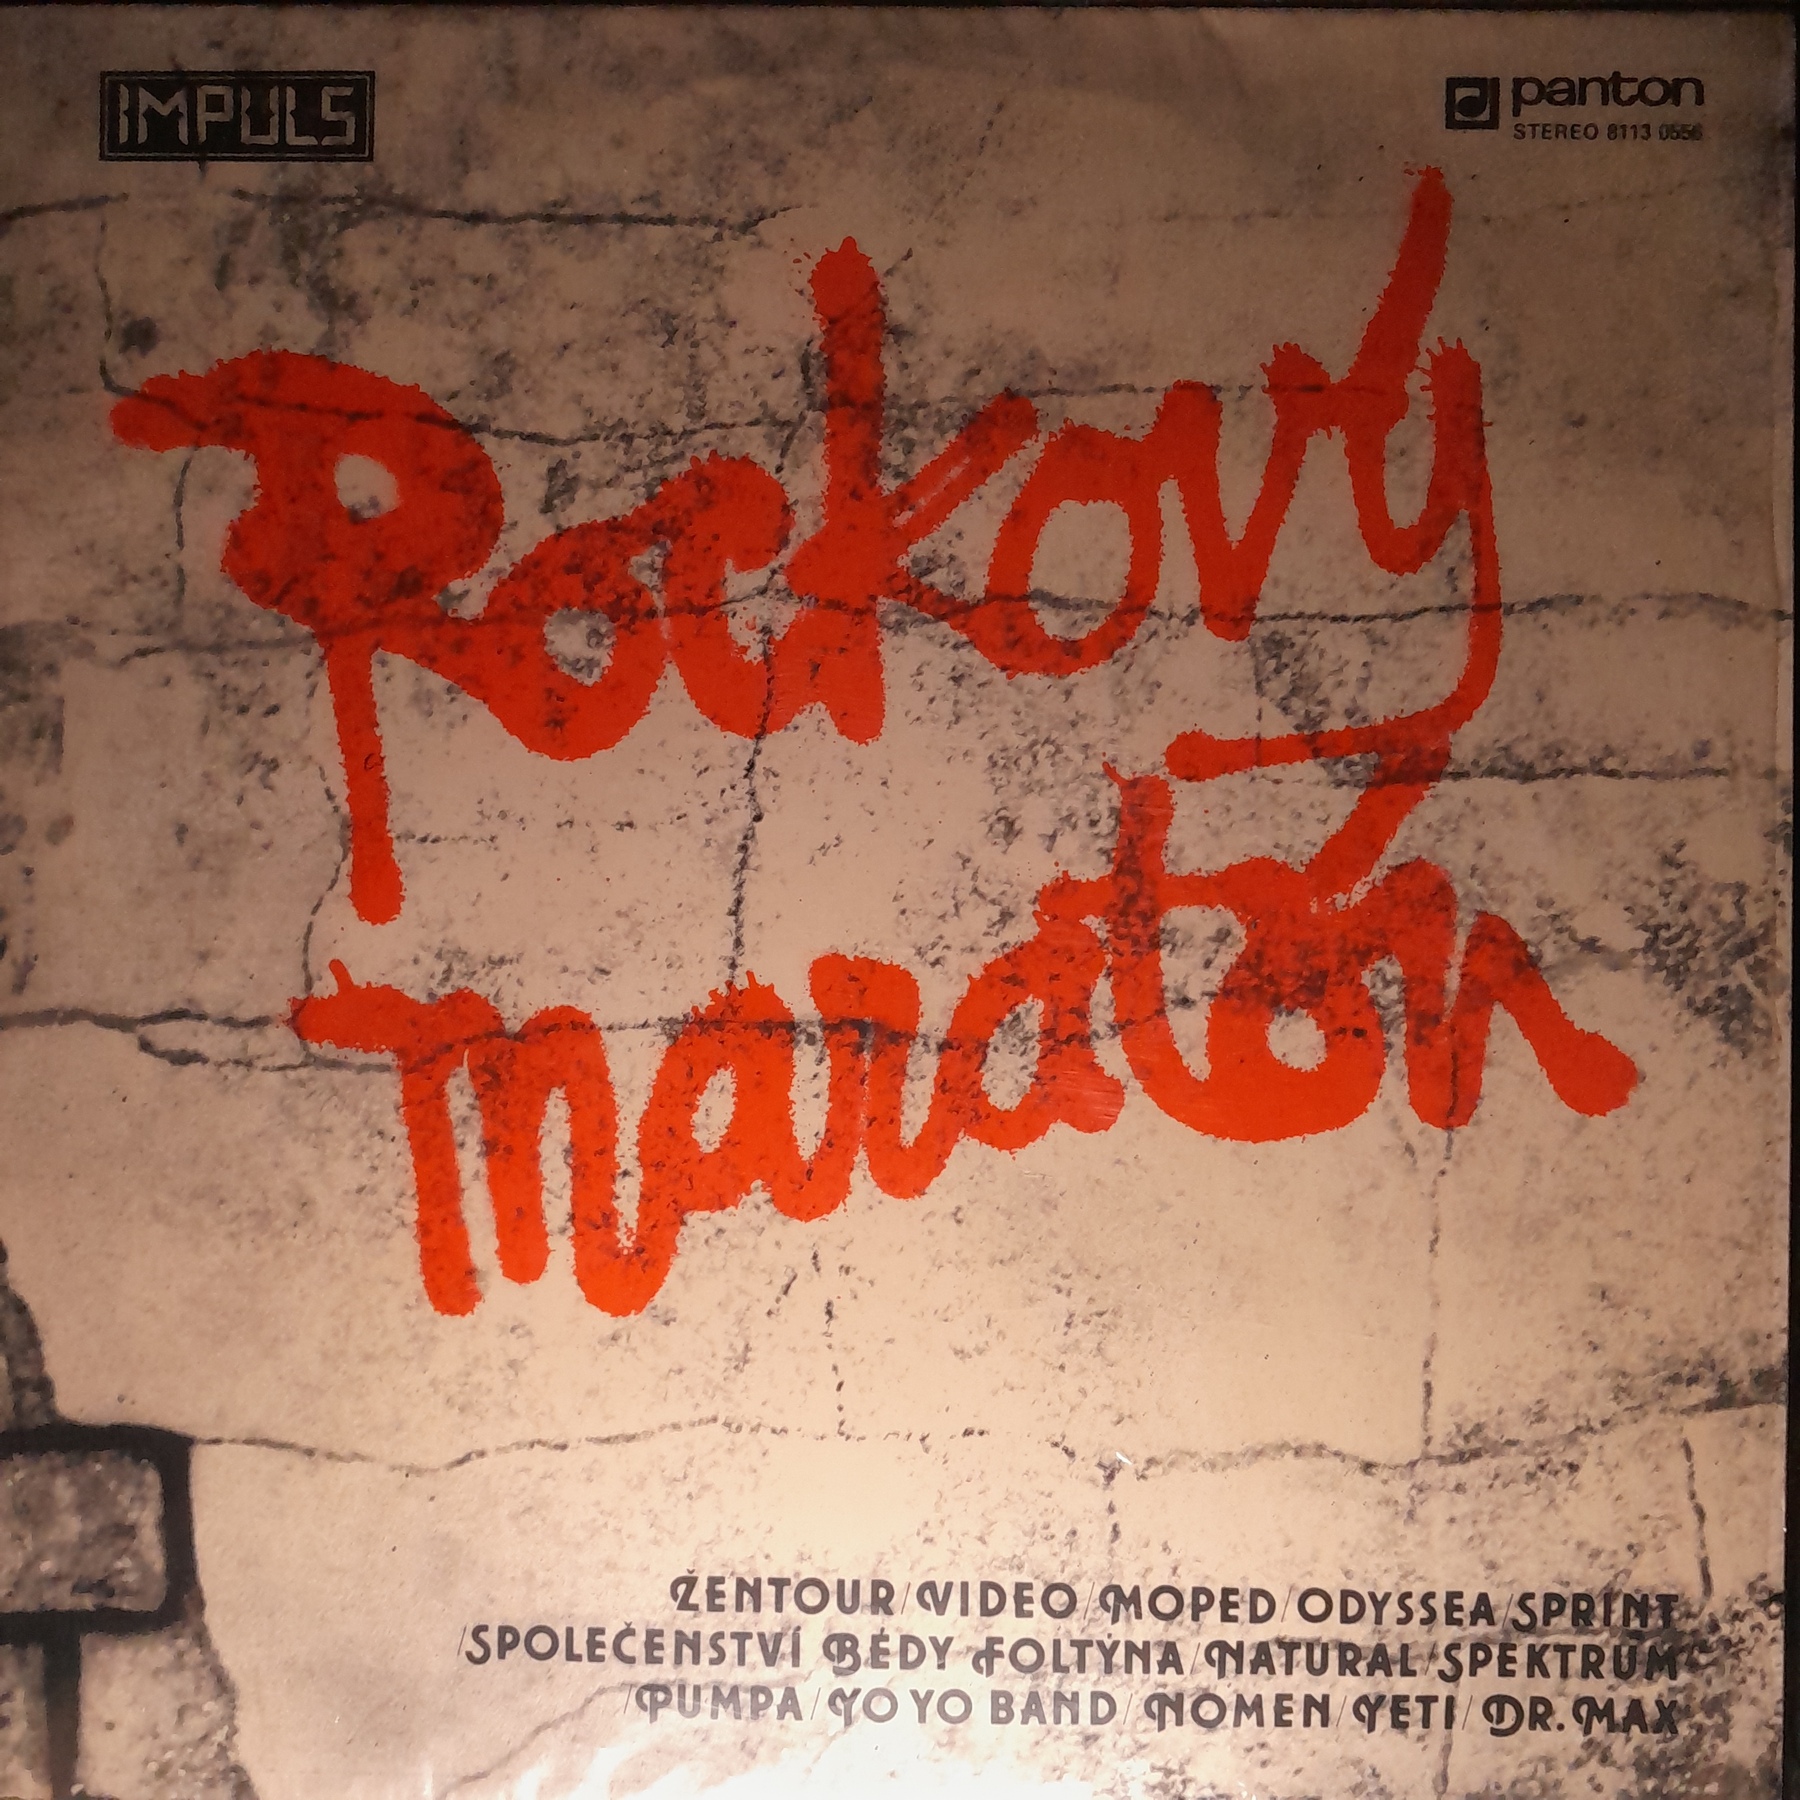 IMPULS
panton
STEREO 8113 0556
Rockový
maratón
ŽENTOUR/VIDEO/MOPED/ODYSSEA/SPRINT
/SPOLEČENSTVÍ BÉDY FOLTÝNA/NATURAL/SPEKTRUM
/PUMPA/YO YO BAND/NOMEN/YETI/DR. MAX